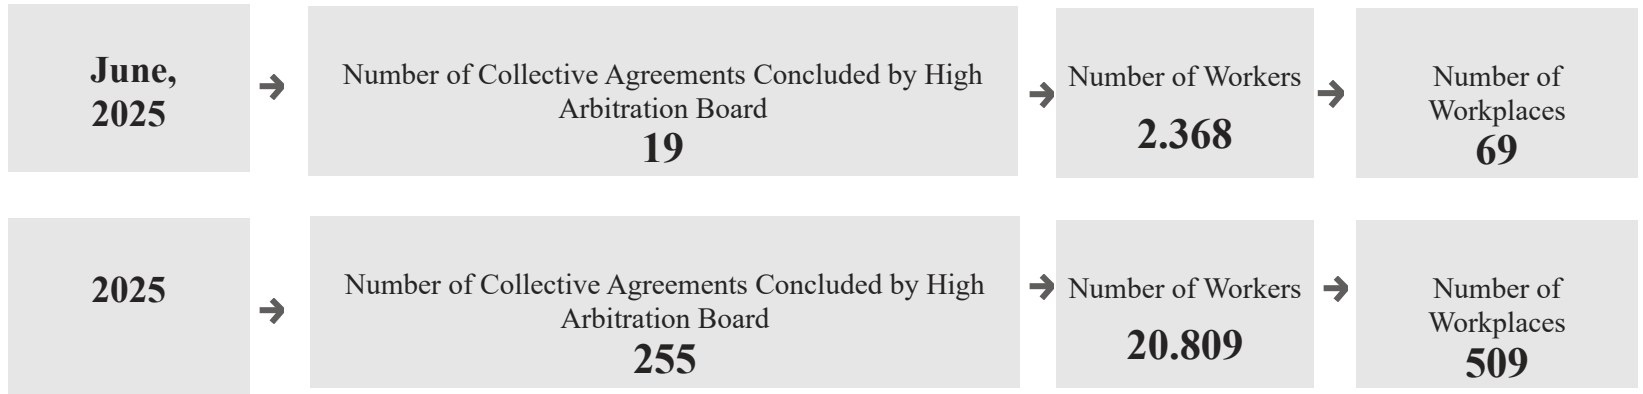 June,
2025
Number of Collective Agreements Concluded by High
Arbitration Board
19
Number of Workers
2.368
Number of
Workplaces
69
2025
Number of Collective Agreements Concluded by High
Arbitration Board
255
Number of Workers
20.809
Number of
Workplaces
509